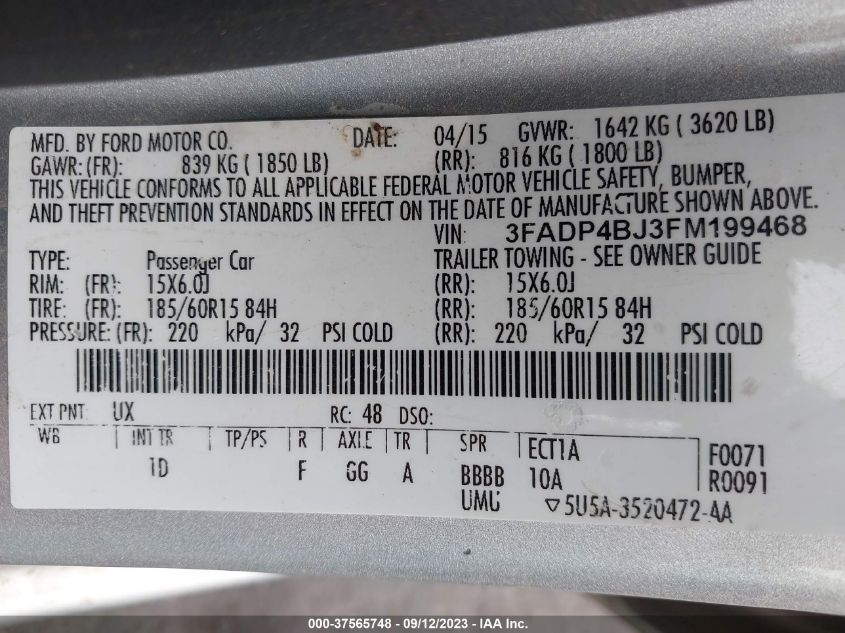 MFD. BY FORD MOTOR CO. DATE: 04/15 GVWR: 1642 KG ( 3620 LB)
GAWR: (FR): 839 KG ( 1850 LB) (RR): 816 KG ( 1800 LB)
THIS VEHICLE CONFORMS TO ALL APPLICABLE FEDERAL MOTOR VEHICLE SAFETY, BUMPER,
AND THEFT PREVENTION STANDARDS IN EFFECT ON THE DATE OF MANUFACTURE SHOWN ABOVE.
VIN: 3FADP4BJ3FM199468
TYPE: Passenger Car TRAILER TOWING - SEE OWNER GUIDE
RIM: (FR): 15X6.0J (RR): 15X6.0J
TIRE: (FR): 185/60R15 84H (RR): 185/60R15 84H
PRESSURE: (FR): 220 kPa/ 32 PSI COLD (RR): 220 kPa/ 32 PSI COLD
EXT PNT: UX RC: 48 DSO:
WB INT TR TP/PS R AXLE TR SPR ECT1A F0071
1D F GG A BBBB 10A R0091
UMU ▽5U5A-3520472-AA
000-37565748 - 09/12/2023 - IAA Inc.